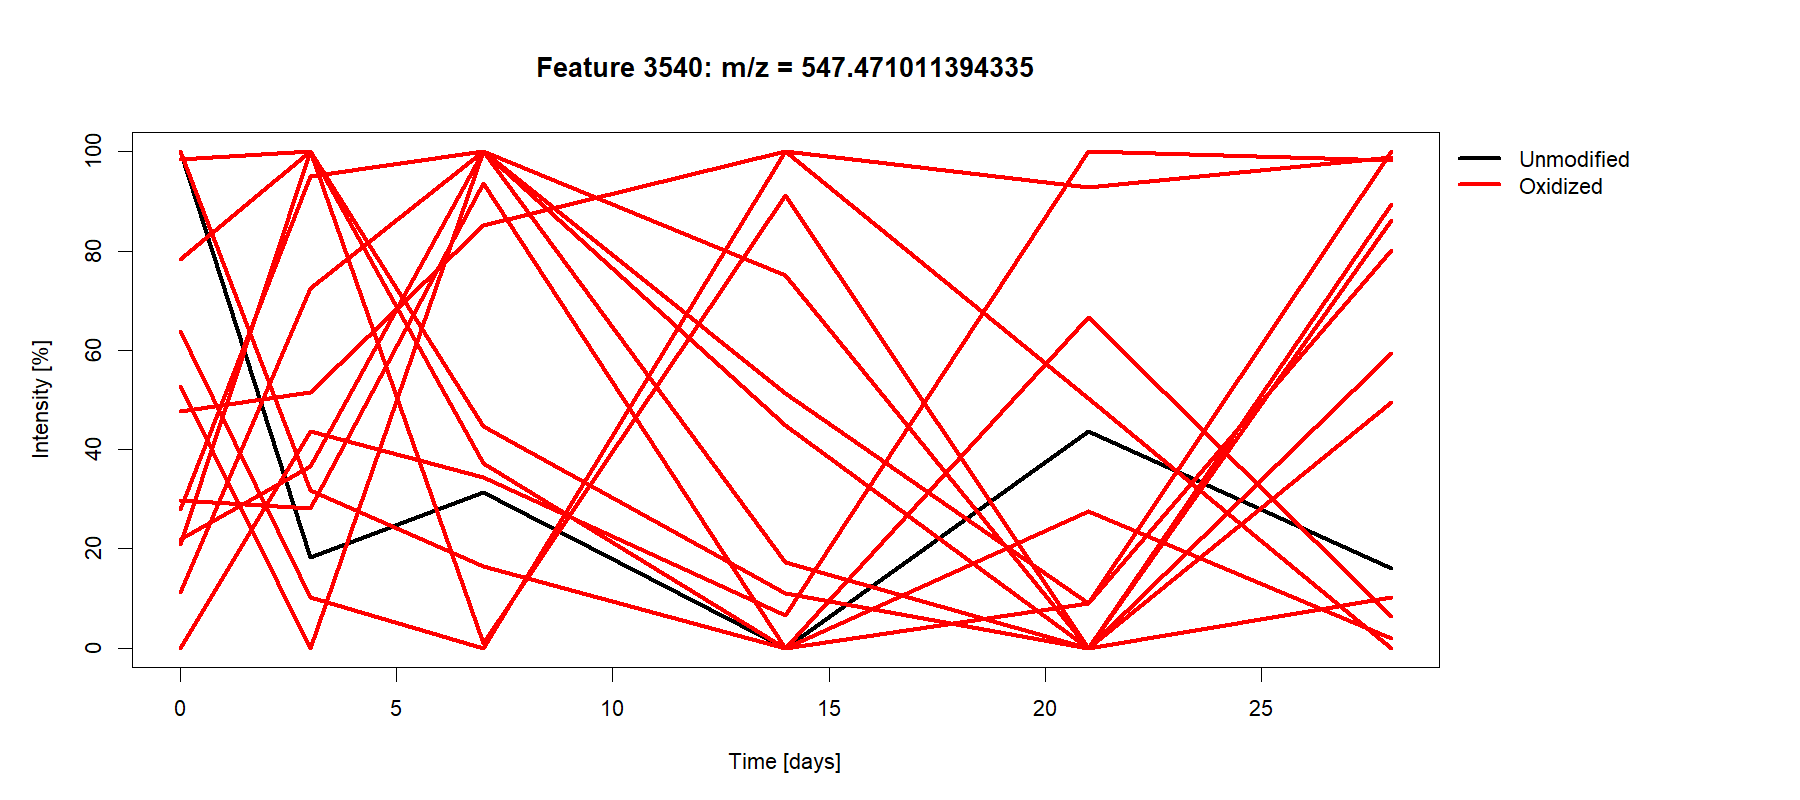 Feature 3540: m/z = 547.471011394335
Unmodified
Oxidized
Intensity [%]
100
80
60
40
20
0
0 5 10 15 20 25
Time [days]